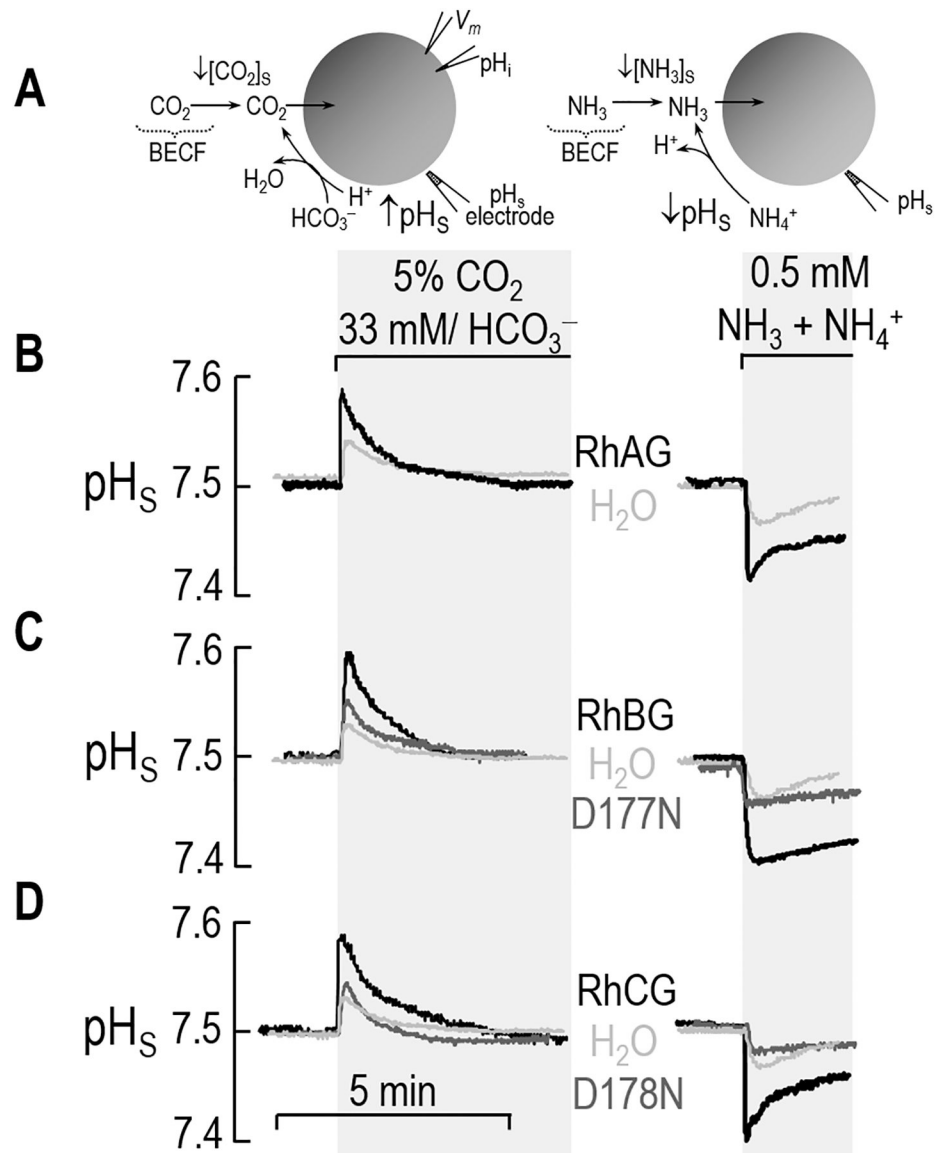 A
↓[CO₂]S
CO₂
CO₂
BECF
H₂O
HCO₃⁻
H⁺
↑pHS
Vm
pHi
pHs
electrode
↓[NH₃]S
NH₃
NH₃
BECF
H⁺
↓pHS
NH₄⁺
pHs
5% CO₂
33 mM/ HCO₃⁻
0.5 mM
NH₃ + NH₄⁺
B
7.6
pHS 7.5
7.4
RhAG
H₂O
C
7.6
pHS 7.5
7.4
RhBG
H₂O
D177N
D
7.6
pHS 7.5
7.4
RhCG
H₂O
D178N
5 min